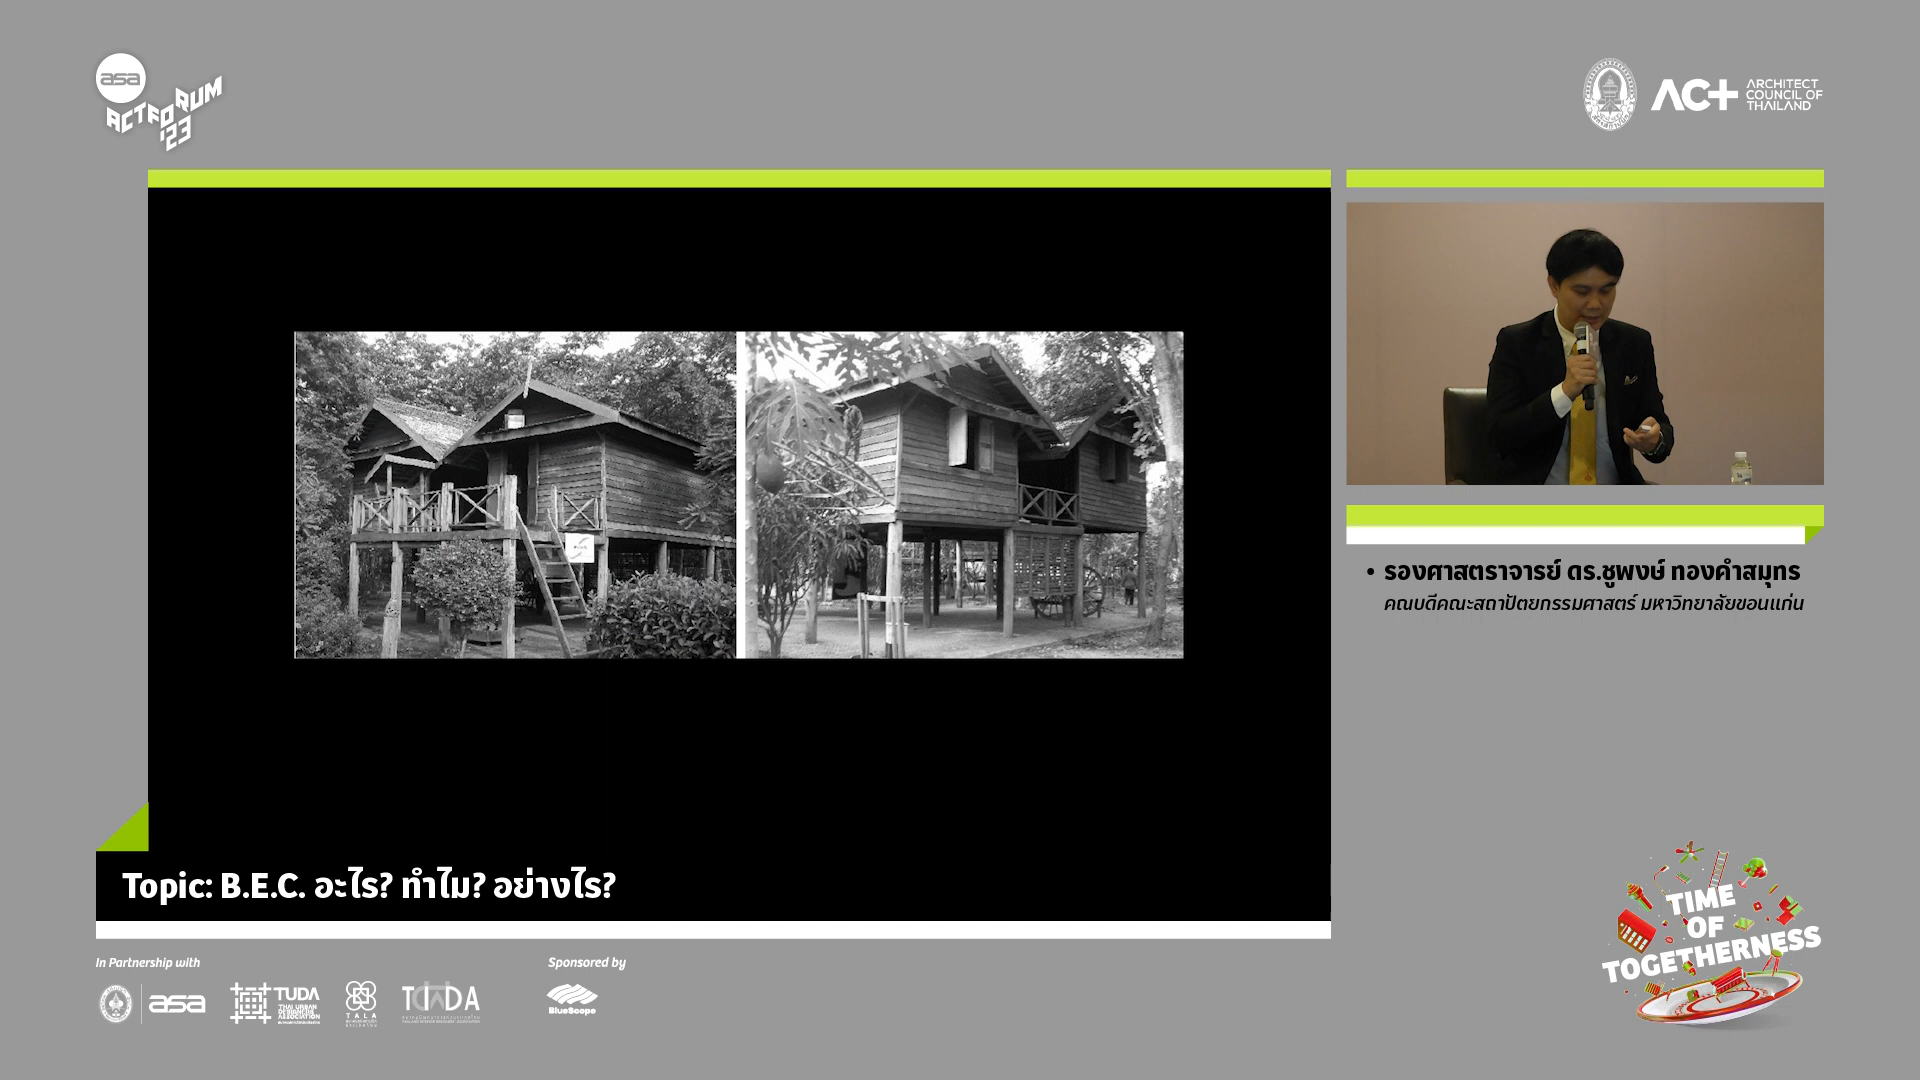 asa
ACTFORUM
'23
ACT
ARCHITECT
COUNCIL OF
THAILAND
• รองศาสตราจารย์ ดร.ชูพงษ์ ทองคำสมุทร
คณบดีคณะสถาปัตยกรรมศาสตร์ มหาวิทยาลัยขอนแก่น
Topic: B.E.C. อะไร? ทำไม? อย่างไร?
In Partnership with
asa
TUDA
THAI URBAN
DESIGNERS
ASSOCIATION
TALA
TIDA
Sponsored by
BlueScope
TIME
OF
TOGETHERNESS